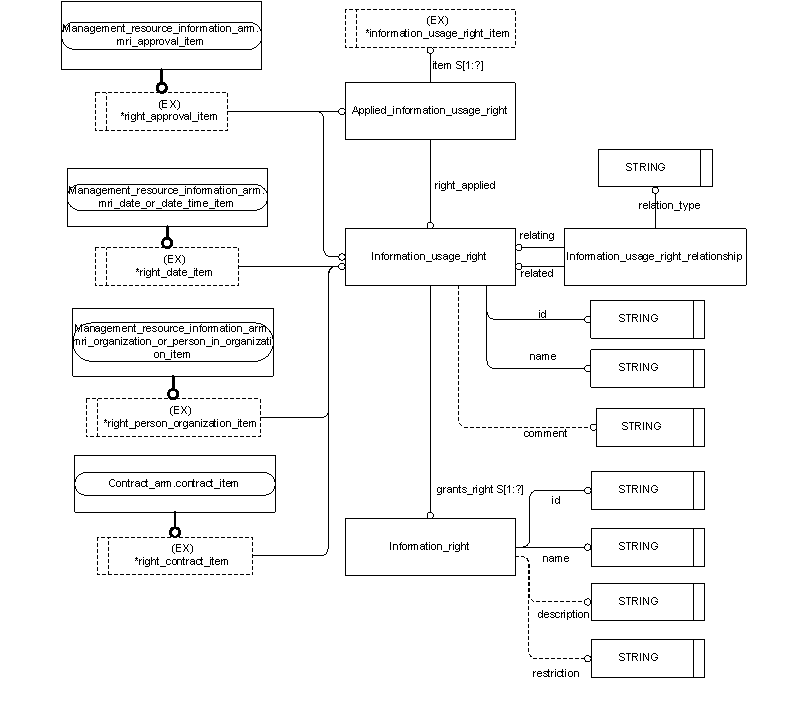 Management_resource_information_arm.
mri_approval_item
(EX)
*right_approval_item
(EX)
*information_usage_right_item
item S[1:?]
Applied_information_usage_right
right_applied
Management_resource_information_arm.
mri_date_or_date_time_item
(EX)
*right_date_item
STRING
relation_type
Information_usage_right
relating
related
Information_usage_right_relationship
id
STRING
name
STRING
comment
STRING
Management_resource_information_arm.
mri_organization_or_person_in_organizati
on_item
(EX)
*right_person_organization_item
Contract_arm.contract_item
(EX)
*right_contract_item
grants_right S[1:?]
Information_right
id
STRING
name
STRING
description
STRING
restriction
STRING